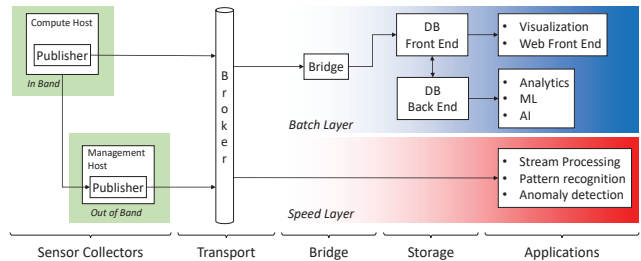 Compute Host
Publisher
In Band
Management
Host
Publisher
Out of Band
Broker
Bridge
DB
Front End
DB
Back End
• Visualization
• Web Front End
• Analytics
• ML
• AI
Batch Layer
• Stream Processing
• Pattern recognition
• Anomaly detection
Speed Layer
Sensor Collectors
Transport
Bridge
Storage
Applications